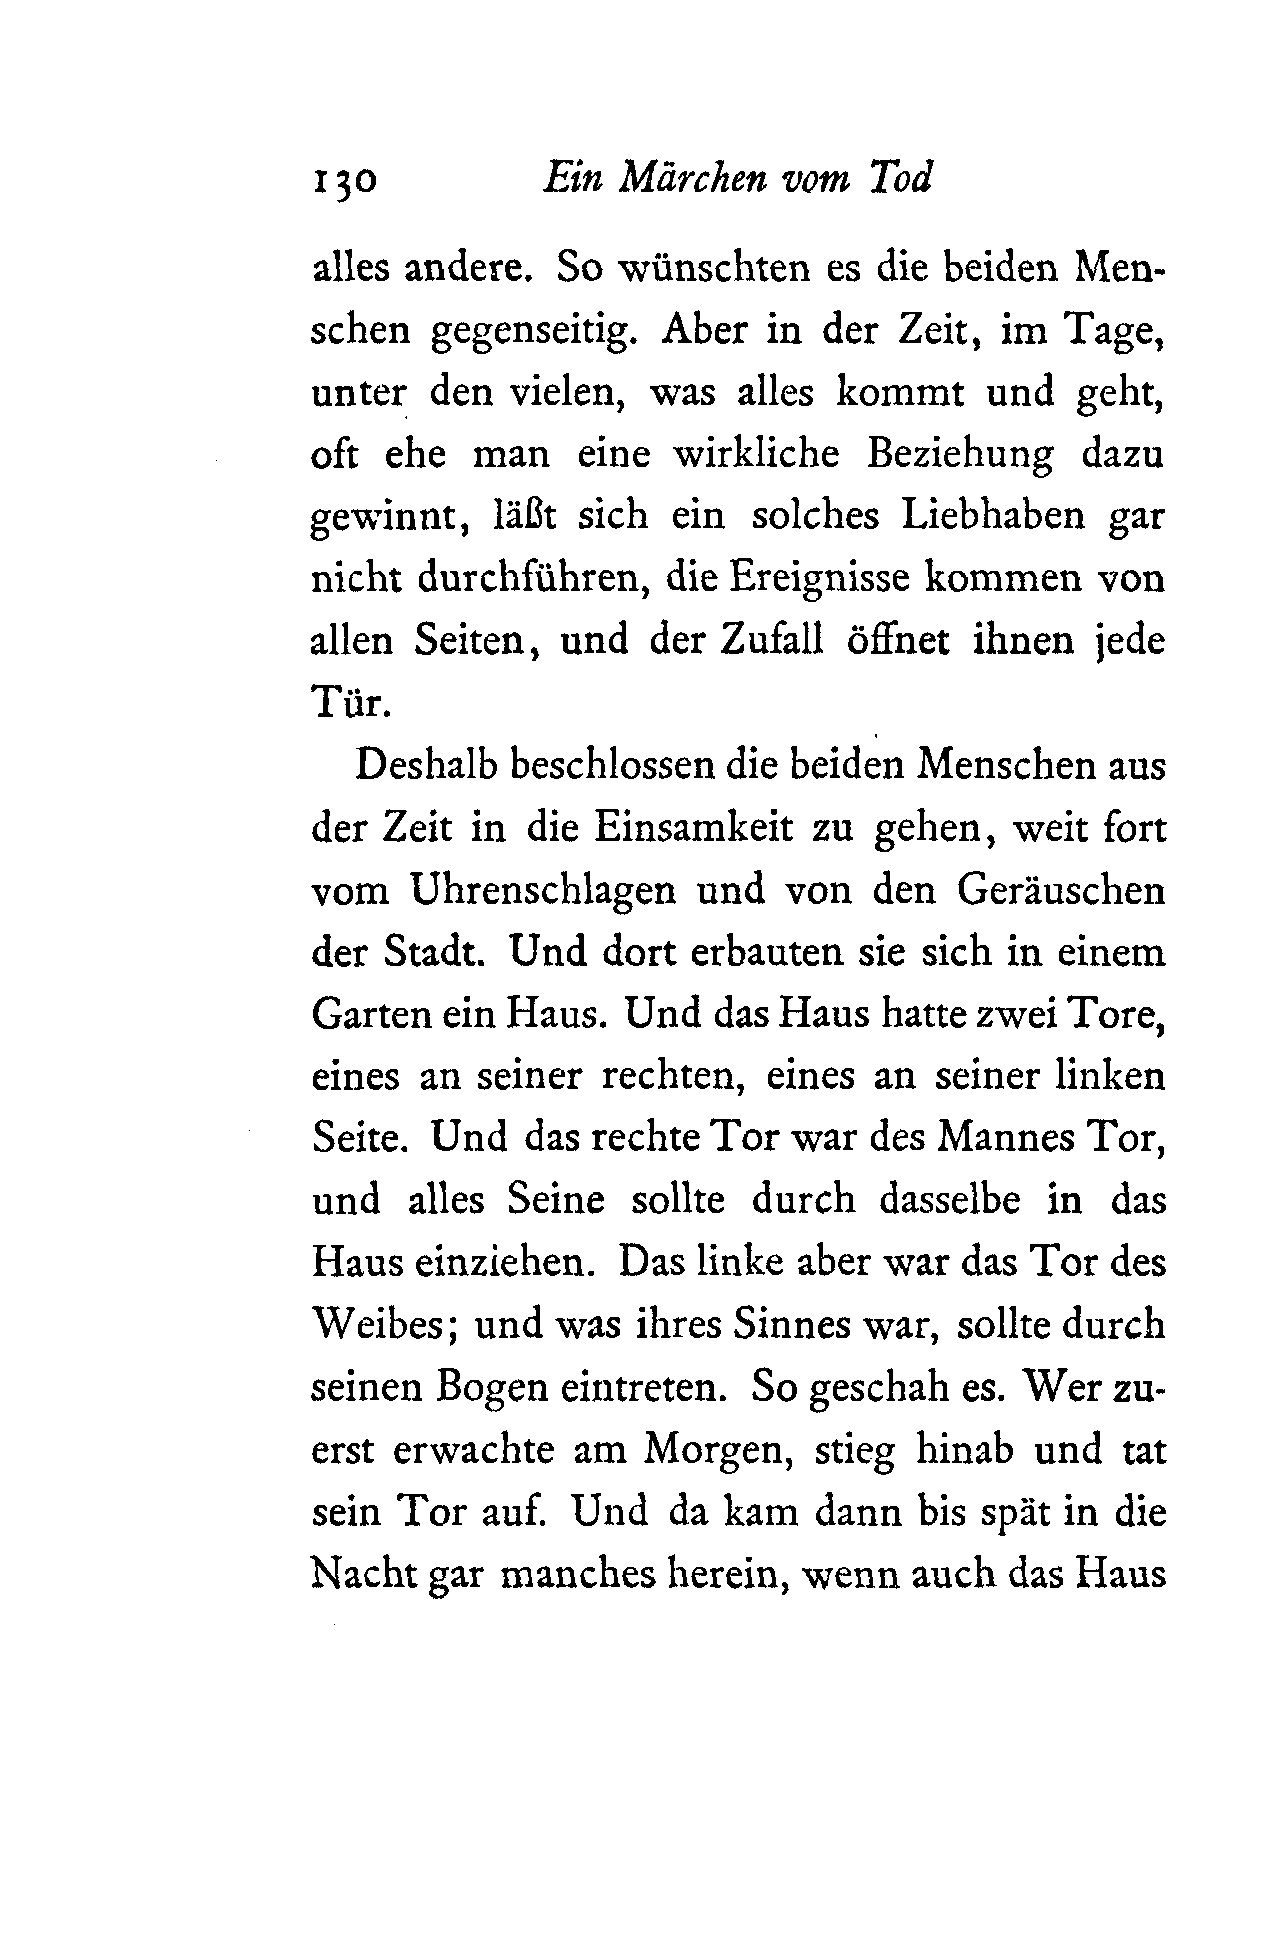 130 Ein Märchen vom Tod
alles andere. So wünschten es die beiden Men-
schen gegenseitig. Aber in der Zeit, im Tage,
unter den vielen, was alles kommt und geht,
oft ehe man eine wirkliche Beziehung dazu
gewinnt, läßt sich ein solches Liebhaben gar
nicht durchführen, die Ereignisse kommen von
allen Seiten, und der Zufall öffnet ihnen jede
Tür.
Deshalb beschlossen die beiden Menschen aus
der Zeit in die Einsamkeit zu gehen, weit fort
vom Uhrenschlagen und von den Geräuschen
der Stadt. Und dort erbauten sie sich in einem
Garten ein Haus. Und das Haus hatte zwei Tore,
eines an seiner rechten, eines an seiner linken
Seite. Und das rechte Tor war des Mannes Tor,
und alles Seine sollte durch dasselbe in das
Haus einziehen. Das linke aber war das Tor des
Weibes; und was ihres Sinnes war, sollte durch
seinen Bogen eintreten. So geschah es. Wer zu-
erst erwachte am Morgen, stieg hinab und tat
sein Tor auf. Und da kam dann bis spät in die
Nacht gar manches herein, wenn auch das Haus